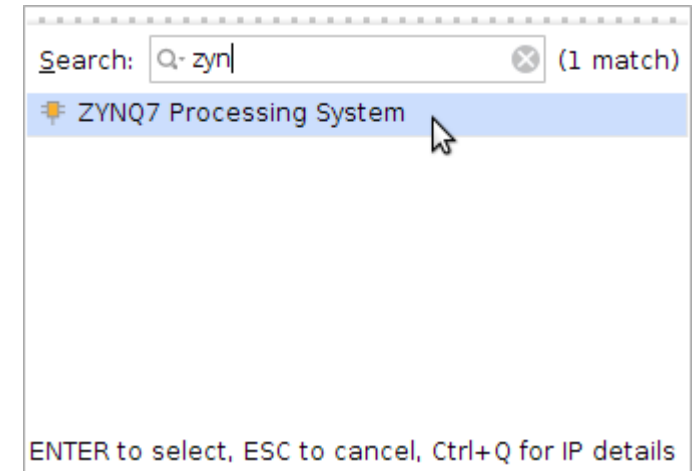 Search: zyn (1 match)
ZYNQ7 Processing System
ENTER to select, ESC to cancel, Ctrl+Q for IP details